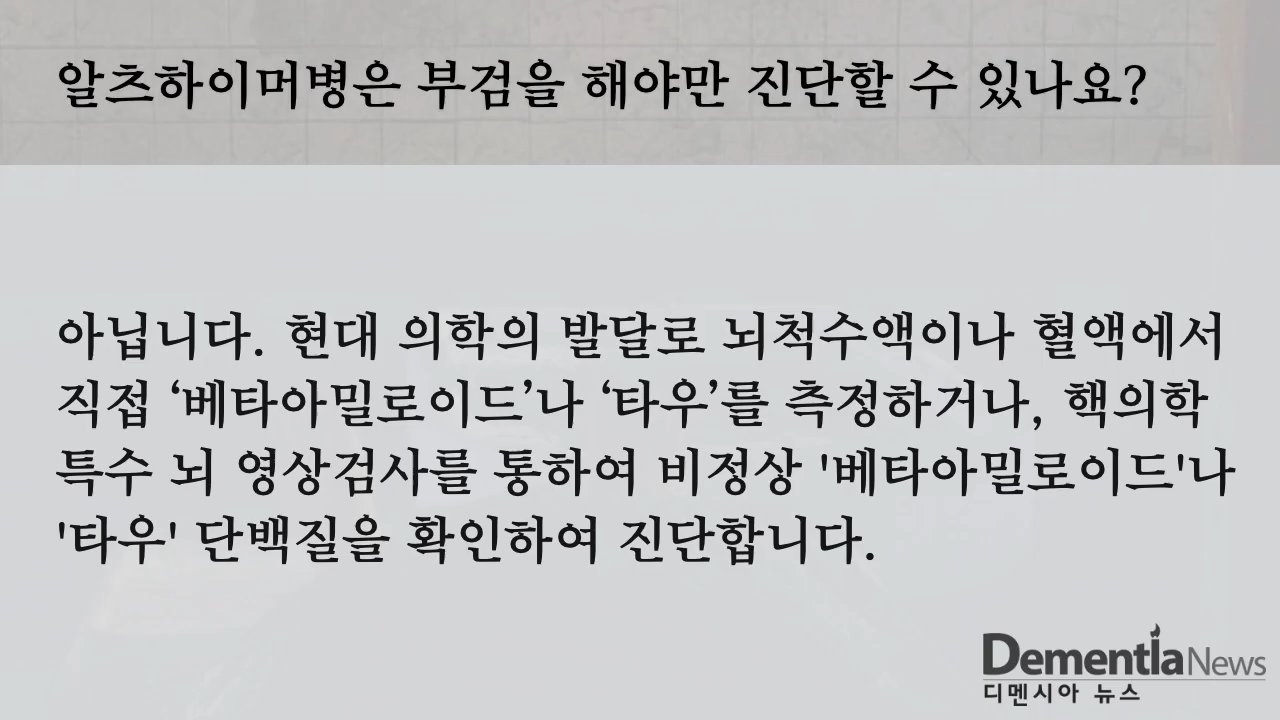 알츠하이머병은 부검을 해야만 진단할 수 있나요?
아닙니다. 현대 의학의 발달로 뇌척수액이나 혈액에서
직접 ‘베타아밀로이드’나 ‘타우’를 측정하거나, 핵의학
특수 뇌 영상검사를 통하여 비정상 '베타아밀로이드'나
'타우' 단백질을 확인하여 진단합니다.
Dementia News
디멘시아 뉴스